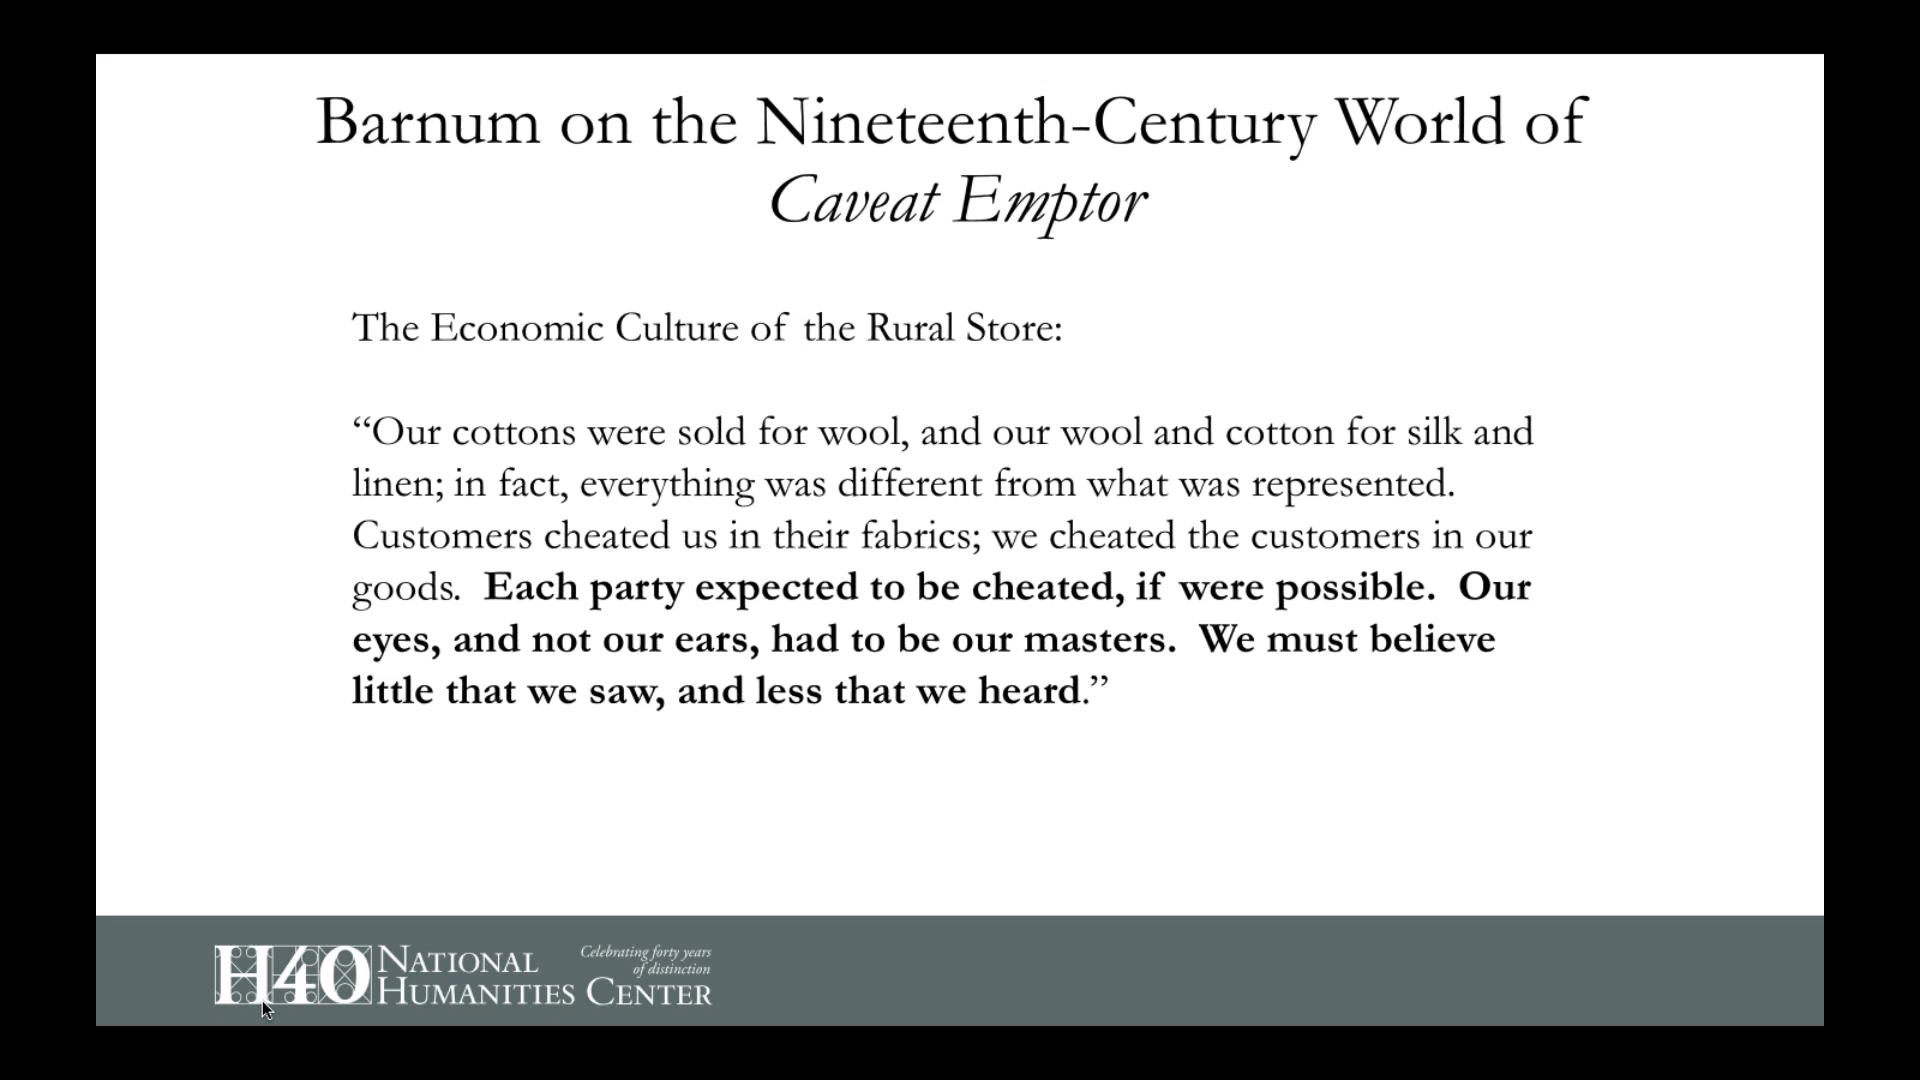 Barnum on the Nineteenth-Century World of
Caveat Emptor
The Economic Culture of the Rural Store:
“Our cottons were sold for wool, and our wool and cotton for silk and
linen; in fact, everything was different from what was represented.
Customers cheated us in their fabrics; we cheated the customers in our
goods. Each party expected to be cheated, if were possible. Our
eyes, and not our ears, had to be our masters. We must believe
little that we saw, and less that we heard.”
H40
National
Humanities Center
Celebrating forty years
of distinction